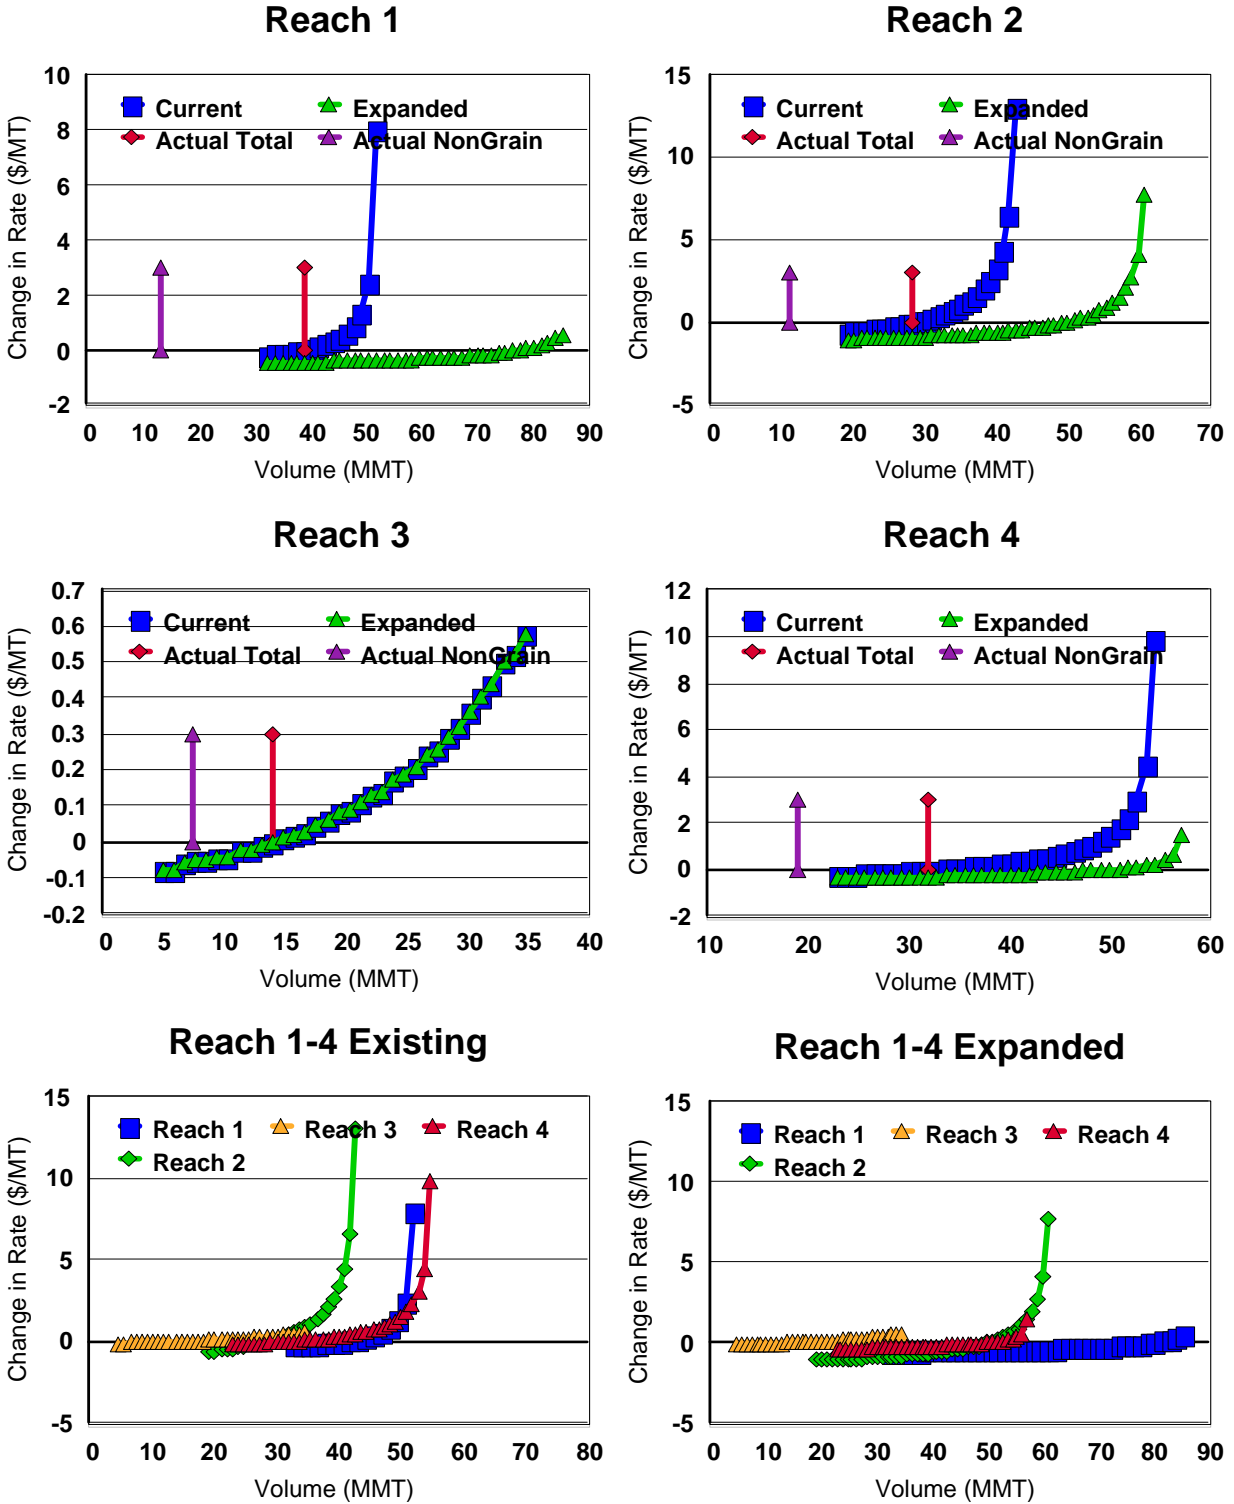 Reach 1
10
8
6
4
2
0
-2
Change in Rate ($/MT)
Current
Expanded
Actual Total
Actual NonGrain
0 10 20 30 40 50 60 70 80 90
Volume (MMT)
Reach 2
15
10
5
0
-5
Change in Rate ($/MT)
Current
Expanded
Actual Total
Actual NonGrain
0 10 20 30 40 50 60 70
Volume (MMT)
Reach 3
0.7
0.6
0.5
0.4
0.3
0.2
0.1
0
-0.1
-0.2
Change in Rate ($/MT)
Current
Expanded
Actual Total
Actual NonGrain
0 5 10 15 20 25 30 35 40
Volume (MMT)
Reach 4
12
10
8
6
4
2
0
-2
Change in Rate ($/MT)
Current
Expanded
Actual Total
Actual NonGrain
10 20 30 40 50 60
Volume (MMT)
Reach 1-4 Existing
15
10
5
0
-5
Change in Rate ($/MT)
Reach 1
Reach 3
Reach 4
Reach 2
0 10 20 30 40 50 60 70 80
Volume (MMT)
Reach 1-4 Expanded
15
10
5
0
-5
Change in Rate ($/MT)
Reach 1
Reach 3
Reach 4
Reach 2
0 10 20 30 40 50 60 70 80 90
Volume (MMT)